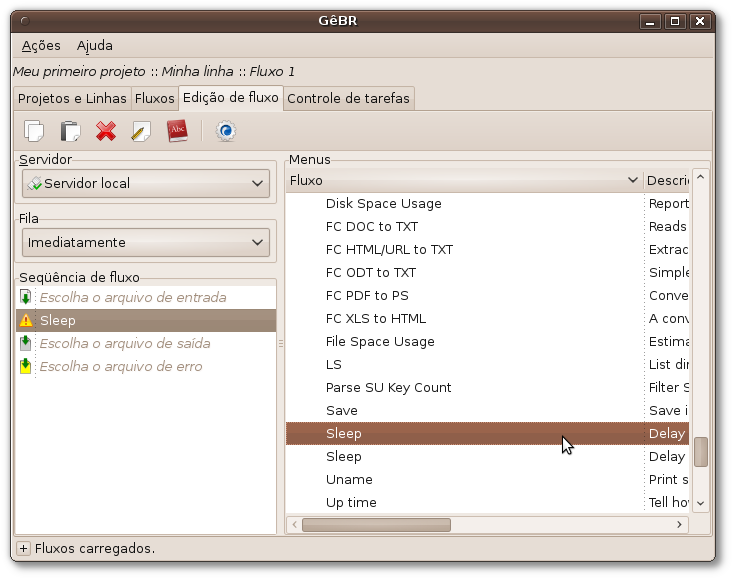 GêBR
Ações Ajuda
Meu primeiro projeto :: Minha linha :: Fluxo 1
Projetos e Linhas Fluxos Edição de fluxo Controle de tarefas
Abc
Servidor
Servidor local
Fila
Imediatamente
Seqüência de fluxo
Escolha o arquivo de entrada
Sleep
Escolha o arquivo de saída
Escolha o arquivo de erro
Menus
Fluxo Descri
Disk Space Usage Report
FC DOC to TXT Reads
FC HTML/URL to TXT Extrac
FC ODT to TXT Simple
FC PDF to PS Conve
FC XLS to HTML A conv
File Space Usage Estima
LS List di
Parse SU Key Count Filter S
Save Save i
Sleep Delay
Sleep Delay
Uname Print s
Up time Tell ho
Fluxos carregados.